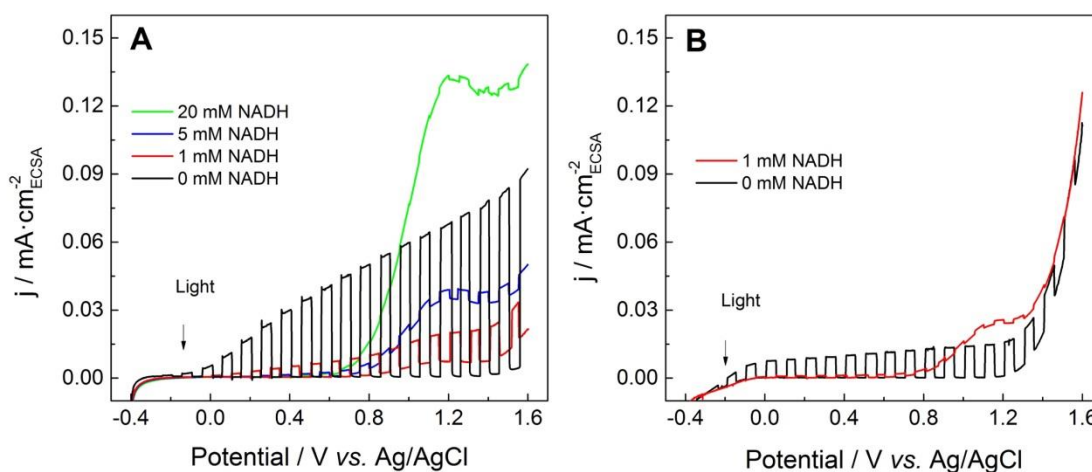 A
0.15
0.12
0.09
0.06
0.03
0.00
j / mA·cm⁻²ECSA
20 mM NADH
5 mM NADH
1 mM NADH
0 mM NADH
Light
-0.4 0.0 0.4 0.8 1.2 1.6
Potential / V vs. Ag/AgCl
B
0.15
0.12
0.09
0.06
0.03
0.00
j / mA·cm⁻²ECSA
1 mM NADH
0 mM NADH
Light
-0.4 0.0 0.4 0.8 1.2 1.6
Potential / V vs. Ag/AgCl